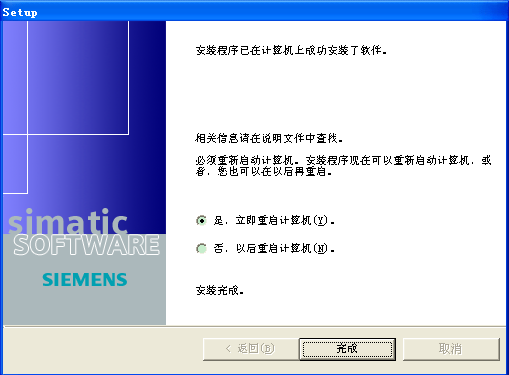 Setup
安装程序已在计算机上成功安装了软件。
相关信息请在说明文件中查找。
必须重新启动计算机。安装程序现在可以重新启动计算机，或
者，您也可以在以后再重启。
simatic
SOFTWARE
SIEMENS
是，立即重启计算机(Y)。
否，以后重启计算机(N)。
安装完成。
< 返回(B)
完成
取消